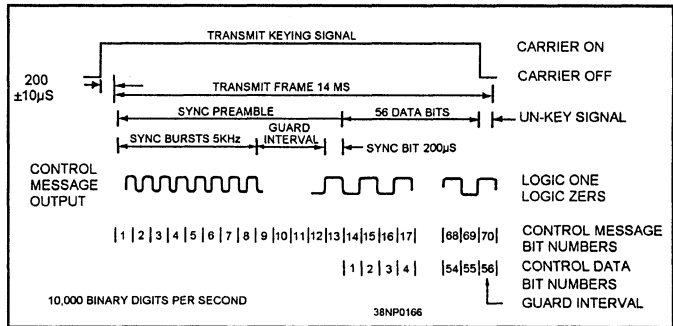 TRANSMIT KEYING SIGNAL
CARRIER ON
CARRIER OFF
200
±10µS
TRANSMIT FRAME 14 MS
SYNC PREAMBLE
56 DATA BITS
UN-KEY SIGNAL
SYNC BURSTS 5KHz
GUARD
INTERVAL
SYNC BIT 200µS
CONTROL
MESSAGE
OUTPUT
LOGIC ONE
LOGIC ZERS
1 2 3 4 5 6 7 8 9 10 11 12 13 14 15 16 17 68 69 70
CONTROL MESSAGE
BIT NUMBERS
1 2 3 4 54 55 56
CONTROL DATA
BIT NUMBERS
GUARD INTERVAL
10,000 BINARY DIGITS PER SECOND
38NP0166